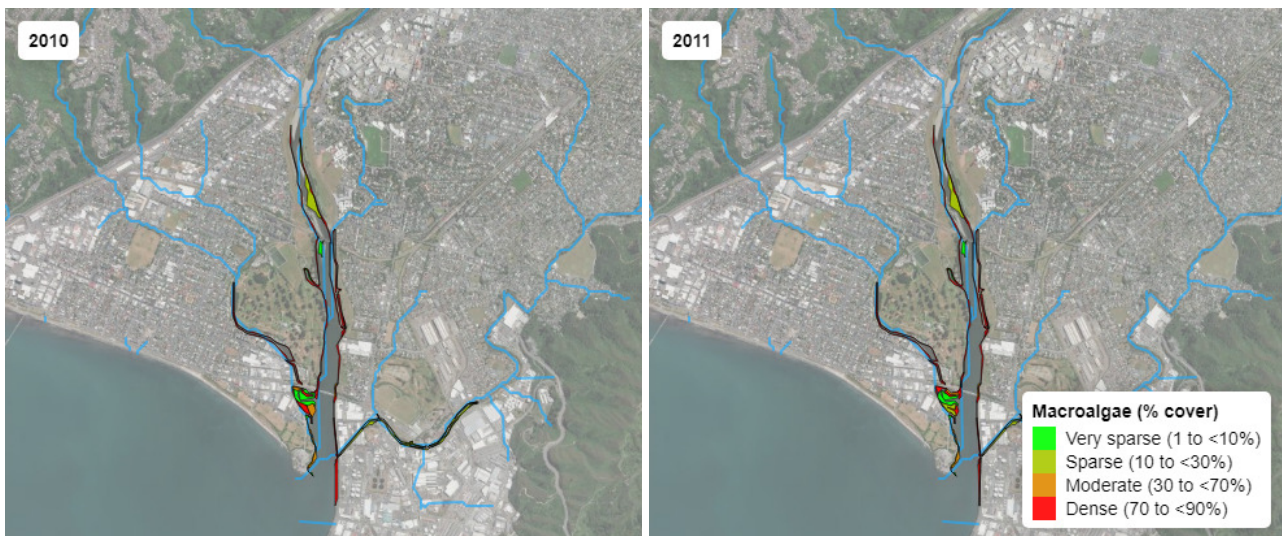 2010
2011
Macroalgae (% cover)
Very sparse (1 to <10%)
Sparse (10 to <30%)
Moderate (30 to <70%)
Dense (70 to <90%)